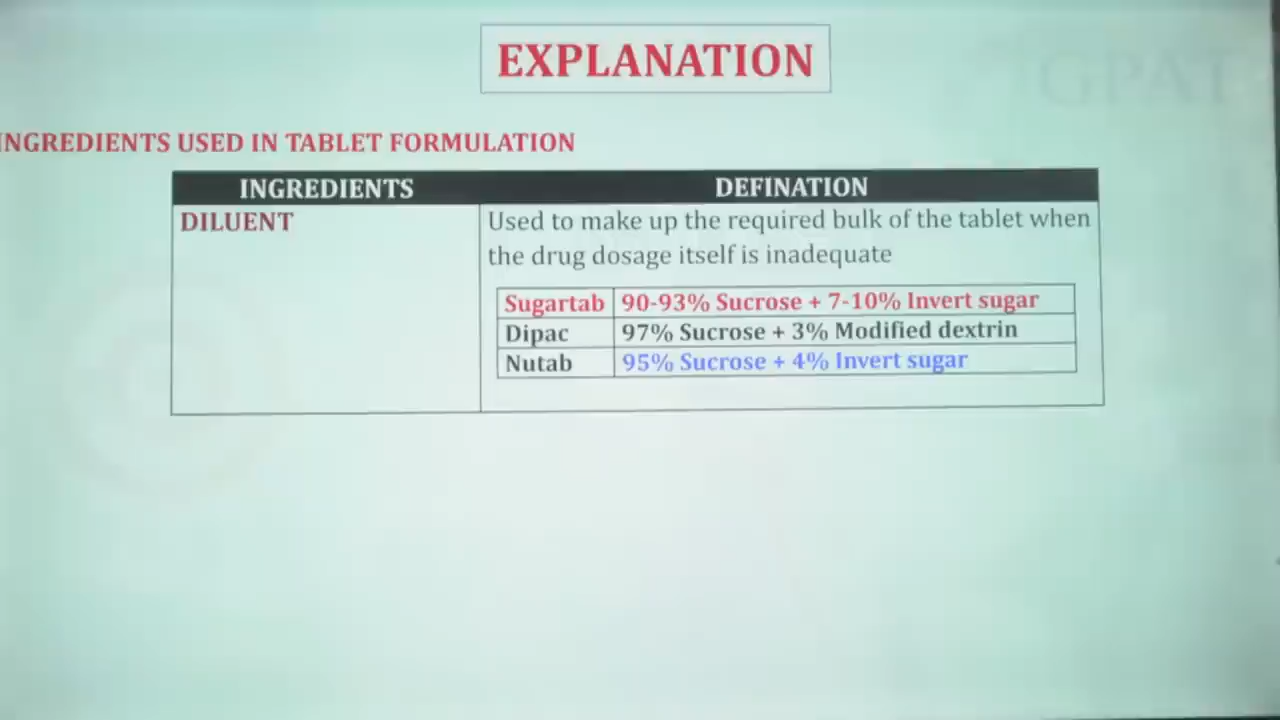 EXPLANATION
GPAT
INGREDIENTS USED IN TABLET FORMULATION
INGREDIENTS DEFINATION
DILUENT Used to make up the required bulk of the tablet when
the drug dosage itself is inadequate
Sugartab 90-93% Sucrose + 7-10% Invert sugar
Dipac 97% Sucrose + 3% Modified dextrin
Nutab 95% Sucrose + 4% Invert sugar